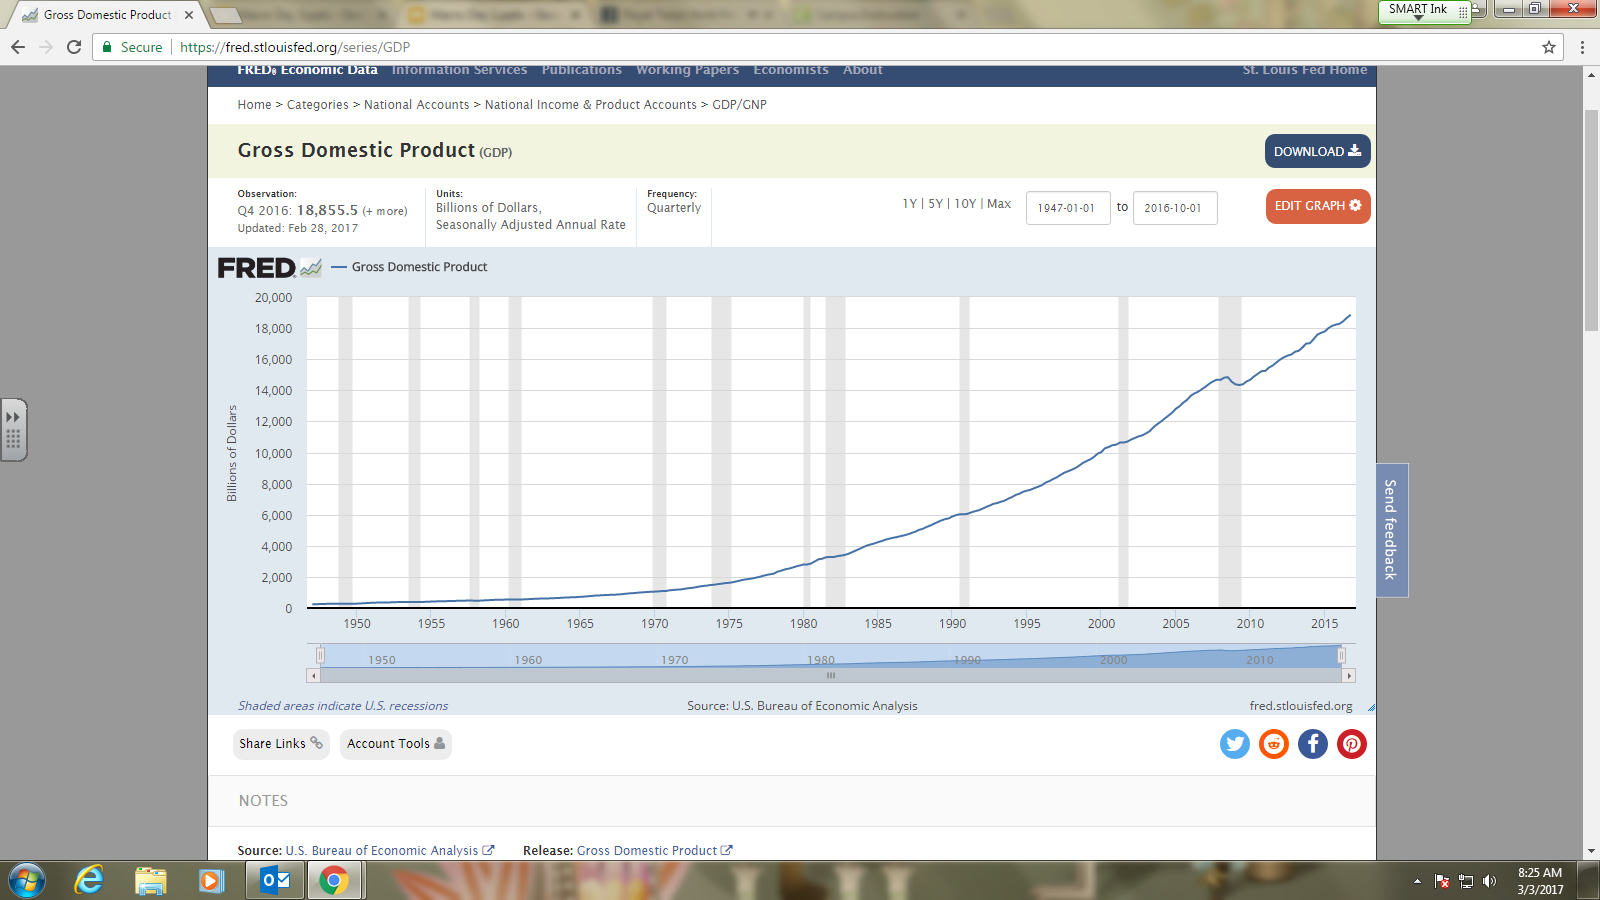 Gross Domestic Product
SMART Ink
Secure | https://fred.stlouisfed.org/series/GDP
FRED® Economic Data Information Services Publications Working Papers Economists About St. Louis Fed Home
Home > Categories > National Accounts > National Income & Product Accounts > GDP/GNP
Gross Domestic Product (GDP)
DOWNLOAD
Observation:
Q4 2016: 18,855.5 (+ more)
Updated: Feb 28, 2017
Units:
Billions of Dollars,
Seasonally Adjusted Annual Rate
Frequency:
Quarterly
1Y | 5Y | 10Y | Max 1947-01-01 to 2016-10-01
EDIT GRAPH
FRED Gross Domestic Product
Billions of Dollars
20,000
18,000
16,000
14,000
12,000
10,000
8,000
6,000
4,000
2,000
0
1950 1955 1960 1965 1970 1975 1980 1985 1990 1995 2000 2005 2010 2015
1950 1960 1970 1980 1990 2000 2010
Shaded areas indicate U.S. recessions Source: U.S. Bureau of Economic Analysis fred.stlouisfed.org
Send feedback
Share Links Account Tools
NOTES
Source: U.S. Bureau of Economic Analysis Release: Gross Domestic Product
8:25 AM
3/3/2017